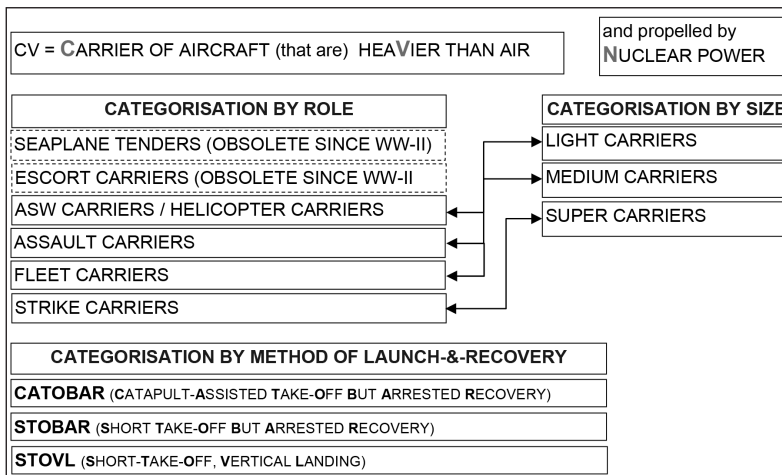 CV = CARRIER OF AIRCRAFT (that are) HEAVIER THAN AIR
and propelled by
NUCLEAR POWER
CATEGORISATION BY ROLE
SEAPLANE TENDERS (OBSOLETE SINCE WW-II)
ESCORT CARRIERS (OBSOLETE SINCE WW-II
ASW CARRIERS / HELICOPTER CARRIERS
ASSAULT CARRIERS
FLEET CARRIERS
STRIKE CARRIERS
CATEGORISATION BY SIZE
LIGHT CARRIERS
MEDIUM CARRIERS
SUPER CARRIERS
CATEGORISATION BY METHOD OF LAUNCH-&-RECOVERY
CATOBAR (CATAPULT-ASSISTED TAKE-OFF BUT ARRESTED RECOVERY)
STOBAR (SHORT TAKE-OFF BUT ARRESTED RECOVERY)
STOVL (SHORT-TAKE-OFF, VERTICAL LANDING)